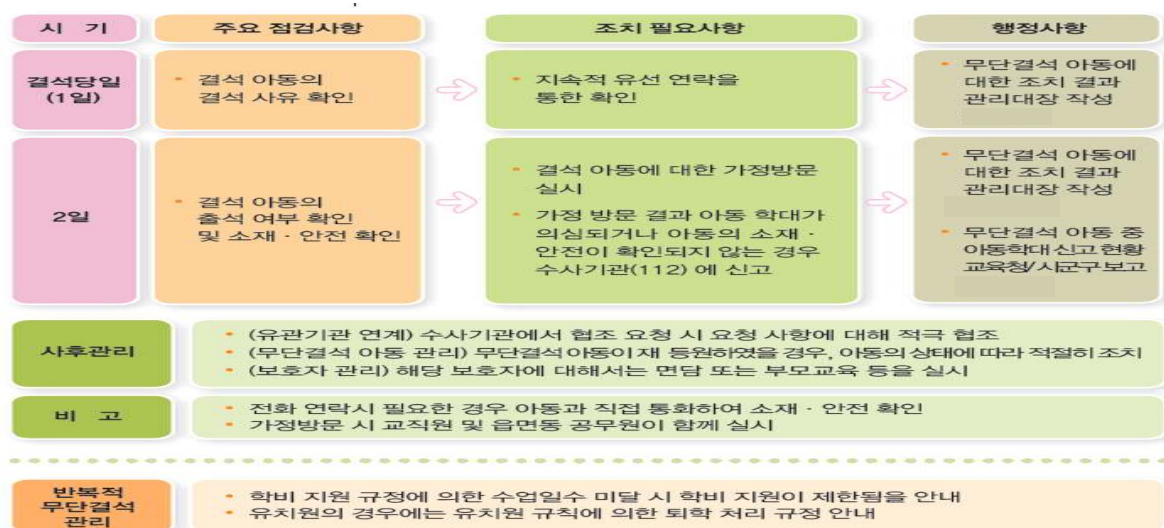 시 기
주요 점검사항
조치 필요사항
행정사항
결석당일
(1일)
• 결석 아동의
결석 사유 확인
• 지속적 유선 연락을
통한 확인
• 무단결석 아동에
대한 조치 결과
관리대장 작성
2일
• 결석 아동의
출석 여부 확인
및 소재 · 안전 확인
• 결석 아동에 대한 가정방문
실시
• 가정 방문 결과 아동 학대가
의심되거나 아동의 소재 ·
안전이 확인되지 않는 경우
수사기관(112) 에 신고
• 무단결석 아동에
대한 조치 결과
관리대장 작성
• 무단결석 아동 중
아동학대 신고 현황
교육청/시군구 보고
사후관리
• (유관기관 연계) 수사기관에서 협조 요청 시 요청 사항에 대해 적극 협조
• (무단결석 아동 관리) 무단결석 아동이 재 등원하였을 경우, 아동의 상태에 따라 적절히 조치
• (보호자 관리) 해당 보호자에 대해서는 면담 또는 부모교육 등을 실시
비 고
• 전화 연락시 필요한 경우 아동과 직접 통화하여 소재 · 안전 확인
• 가정방문 시 교직원 및 읍면동 공무원이 함께 실시
반복적
무단결석
관리
• 학비 지원 규정에 의한 수업일수 미달 시 학비 지원이 제한됨을 안내
• 유치원의 경우에는 유치원 규칙에 의한 퇴학 처리 규정 안내